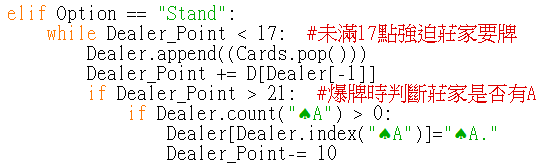 elif Option == "Stand":
while Dealer_Point < 17: #未滿17點強迫莊家要牌
Dealer.append((Cards.pop()))
Dealer_Point += D[Dealer[-1]]
if Dealer_Point > 21: #爆牌時判斷莊家是否有A
if Dealer.count("♠A") > 0:
Dealer[Dealer.index("♠A")]="♠A."
Dealer_Point-= 10